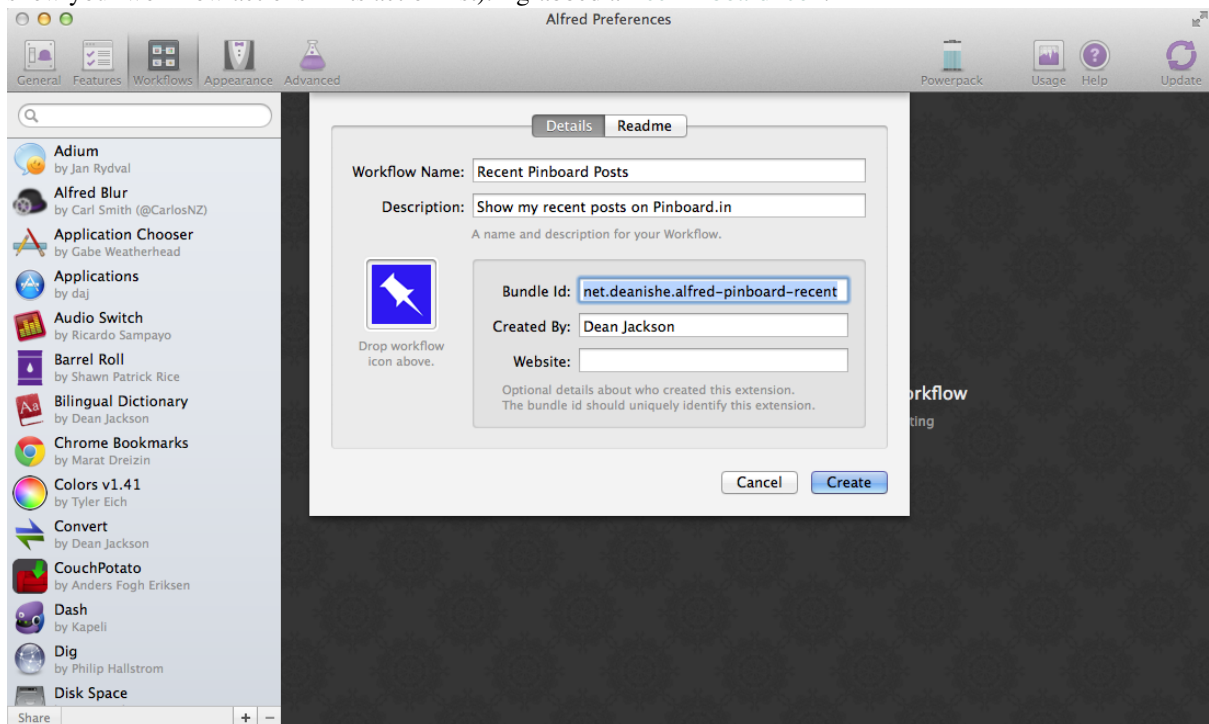 Alfred Preferences
General Features Workflows Appearance Advanced Powerpack Usage Help Update
Details Readme
Workflow Name: Recent Pinboard Posts
Description: Show my recent posts on Pinboard.in
A name and description for your Workflow.
Drop workflow
icon above.
Bundle Id: net.deanishe.alfred-pinboard-recent
Created By: Dean Jackson
Website:
Optional details about who created this extension.
The bundle id should uniquely identify this extension.
Cancel Create
Adium
by Jan Rydval
Alfred Blur
by Carl Smith (@CarlosNZ)
Application Chooser
by Gabe Weatherhead
Applications
by daj
Audio Switch
by Ricardo Sampayo
Barrel Roll
by Shawn Patrick Rice
Bilingual Dictionary
by Dean Jackson
Chrome Bookmarks
by Marat Dreizin
Colors v1.41
by Tyler Eich
Convert
by Dean Jackson
CouchPotato
by Anders Fogh Eriksen
Dash
by Kapeli
Dig
by Philip Hallstrom
Disk Space
Share + −
orkflow
ting